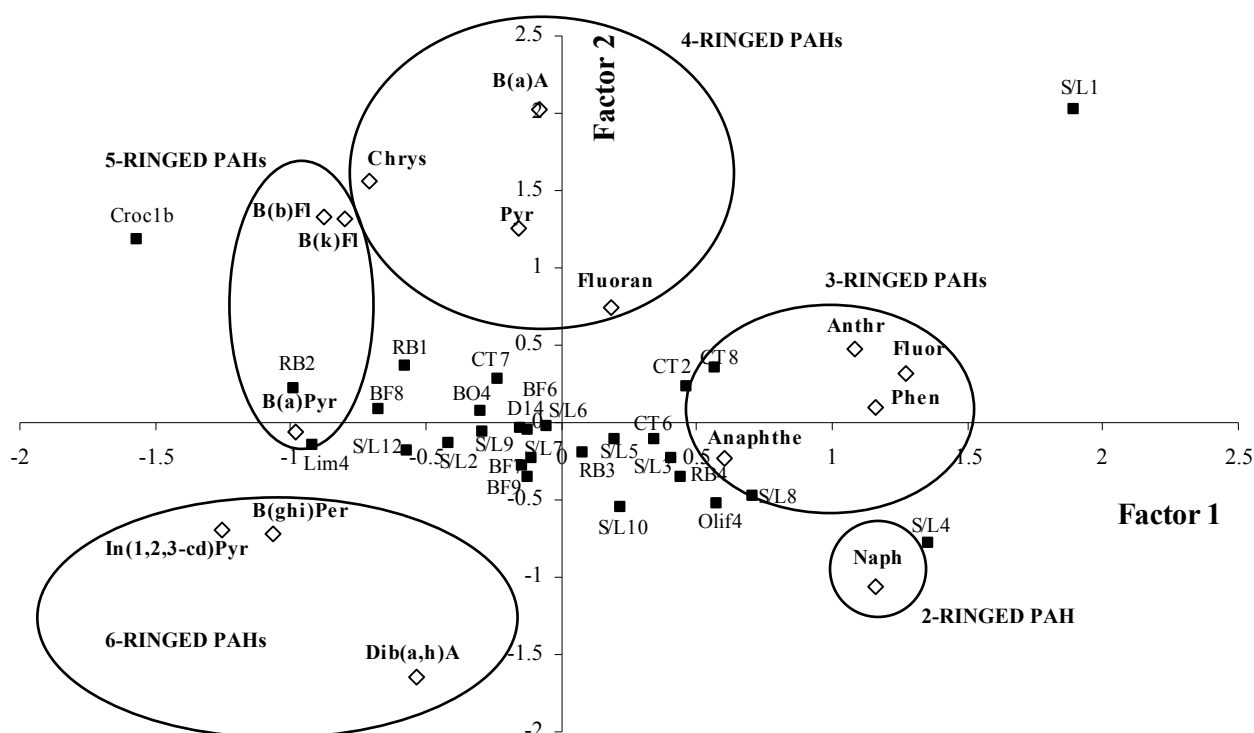 2.5
Factor 2
4-RINGED PAHs
B(a)A
S/L1
2
5-RINGED PAHs
Chrys
1.5
B(b)Fl
Pyr
Croc1b
B(k)Fl
1
Fluoran
3-RINGED PAHs
Anthr
0.5
RB1
CT8
Fluor
RB2
CT7
CT2
BF8
BO4
BF6
Phen
B(a)Pyr
D14
S/L6
0
CT6
Anaphthe
-2
-1.5
-1
Lim4
S/L12
-0.5
S/L2
S/L9
S/L7
0
S/L5
0.5
1
1.5
2
2.5
BF7
RB3
S/L3
RB4
BF9
S/L8
-0.5
S/L10
Olif4
Factor 1
B(ghi)Per
S/L4
In(1,2,3-cd)Pyr
-1
Naph
6-RINGED PAHs
2-RINGED PAH
Dib(a,h)A
-1.5
-2